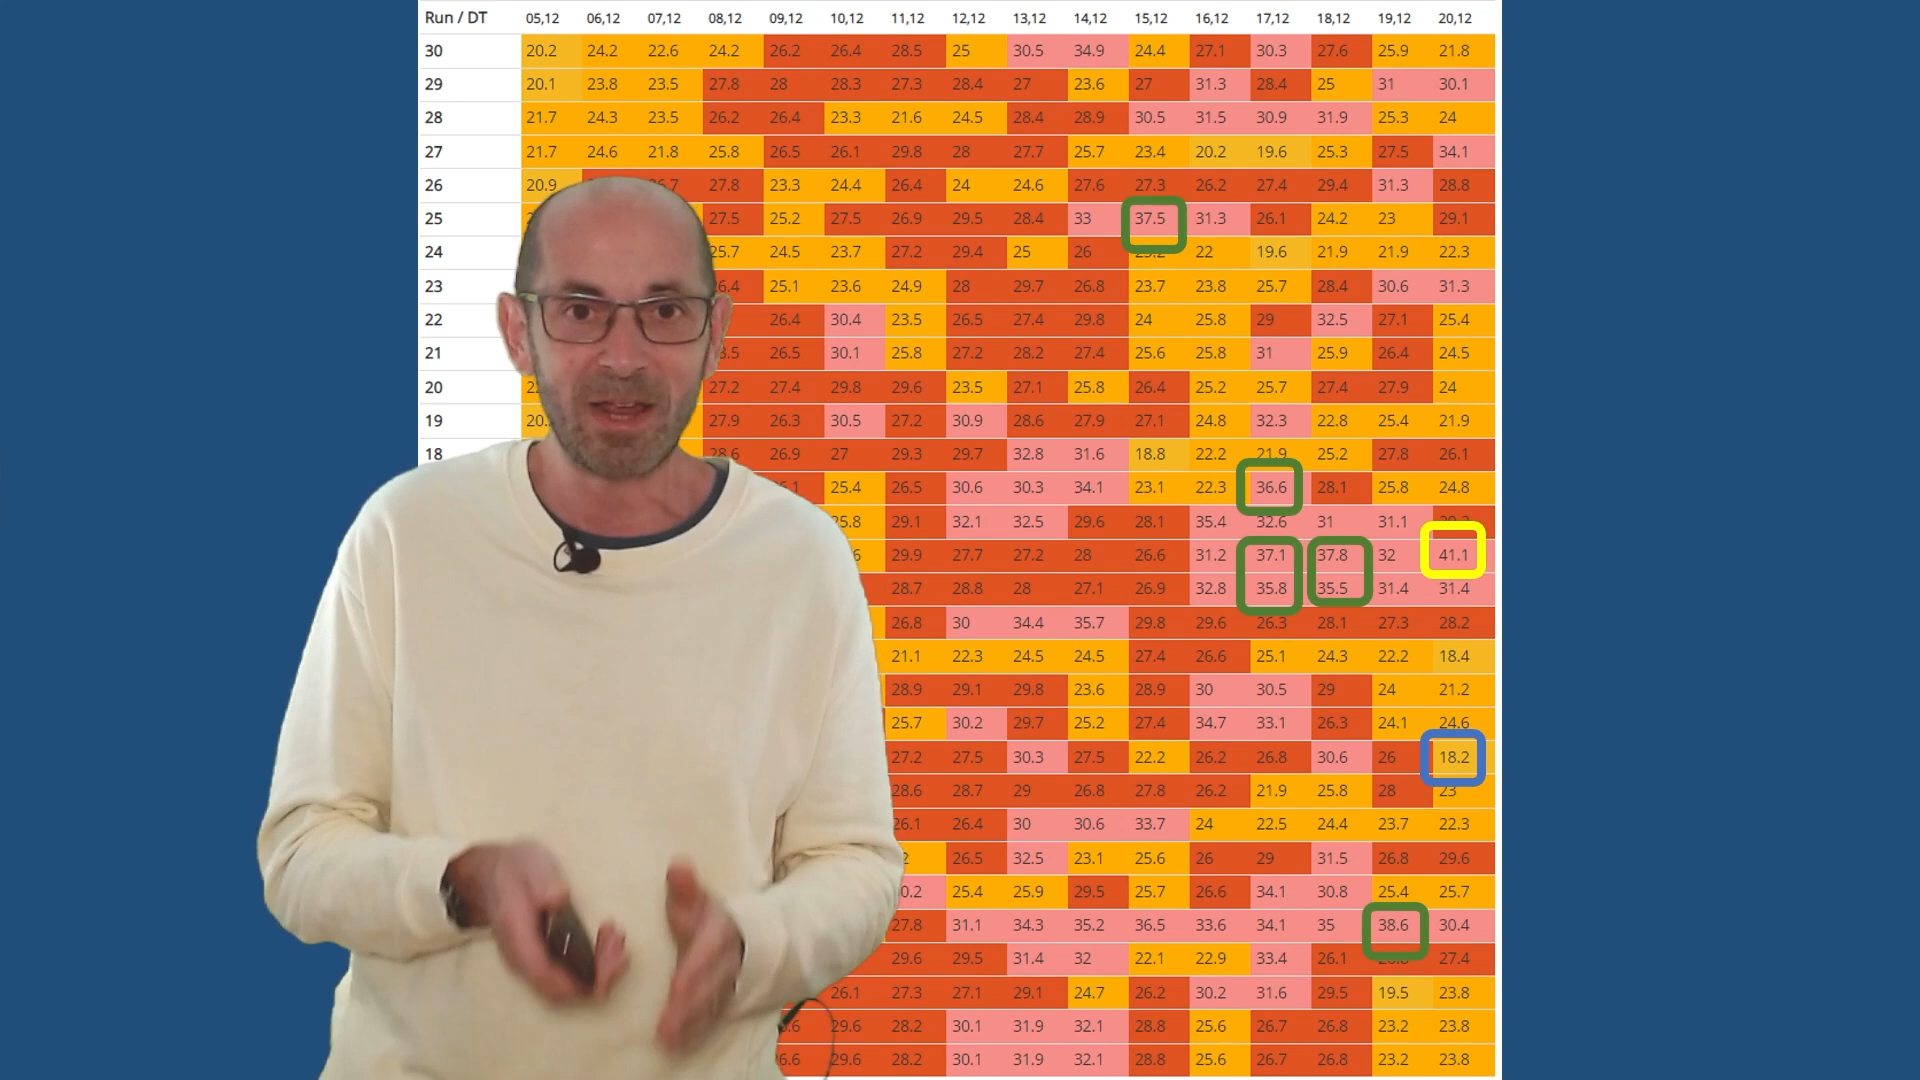 Run / DT 05,12 06,12 07,12 08,12 09,12 10,12 11,12 12,12 13,12 14,12 15,12 16,12 17,12 18,12 19,12 20,12
30 20.2 24.2 22.6 24.2 26.2 26.4 28.5 25 30.5 34.9 24.4 27.1 30.3 27.6 25.9 21.8
29 20.1 23.8 23.5 27.8 28 28.3 27.3 28.4 27 23.6 27 31.3 28.4 25 31 30.1
28 21.7 24.3 23.5 26.2 26.4 23.3 21.6 24.5 28.4 28.9 30.5 31.5 30.9 31.9 25.3 24
27 21.7 24.6 21.8 25.8 26.5 26.1 29.8 28 27.7 25.7 23.4 20.2 19.6 25.3 27.5 34.1
26 20.9 27.8 23.3 24.4 26.4 24 24.6 27.6 27.3 26.2 27.4 29.4 31.3 28.8
25 27.5 25.2 27.5 26.9 29.5 28.4 33 37.5 31.3 26.1 24.2 23 29.1
24 25.7 24.5 23.7 27.2 29.4 25 26 22 19.6 21.9 21.9 22.3
23 25.1 23.6 24.9 28 29.7 26.8 23.7 23.8 25.7 28.4 30.6 31.3
22 26.4 30.4 23.5 26.5 27.4 29.8 24 25.8 29 32.5 27.1 25.4
21 26.5 30.1 25.8 27.2 28.2 27.4 25.6 25.8 31 25.9 26.4 24.5
20 27.2 27.4 29.8 29.6 23.5 27.1 25.8 26.4 25.2 25.7 27.4 27.9 24
19 27.9 26.3 30.5 27.2 30.9 28.6 27.9 27.1 24.8 32.3 22.8 25.4 21.9
18 28.6 26.9 27 29.3 29.7 32.8 31.6 18.8 22.2 21.9 25.2 27.8 26.1
25.4 26.5 30.6 30.3 34.1 23.1 22.3 36.6 28.1 25.8 24.8
29.1 32.1 32.5 29.6 28.1 35.4 32.6 31 31.1
29.9 27.7 27.2 28 26.6 31.2 37.1 37.8 32 41.1
28.7 28.8 28 27.1 26.9 32.8 35.8 35.5 31.4 31.4
26.8 30 34.4 35.7 29.8 29.6 26.3 28.1 27.3 28.2
21.1 22.3 24.5 24.5 27.4 26.6 25.1 24.3 22.2 18.4
28.9 29.1 29.8 23.6 28.9 30 30.5 29 24 21.2
25.7 30.2 29.7 25.2 27.4 34.7 33.1 26.3 24.1 24.6
27.2 27.5 30.3 27.5 22.2 26.2 26.8 30.6 26 18.2
28.6 28.7 29 26.8 27.8 26.2 21.9 25.8 28 23
26.1 26.4 30 30.6 33.7 24 22.5 24.4 23.7 22.3
26.5 32.5 23.1 25.6 26 29 31.5 26.8 29.6
25.4 25.9 29.5 25.7 26.6 34.1 30.8 25.4 25.7
27.8 31.1 34.3 35.2 36.5 33.6 34.1 35 38.6 30.4
29.6 29.5 31.4 32 22.1 22.9 33.4 26.1 27.4
26.1 27.3 27.1 29.1 24.7 26.2 30.2 31.6 29.5 19.5 23.8
29.6 28.2 30.1 31.9 32.1 28.8 25.6 26.7 26.8 23.2 23.8
29.6 28.2 30.1 31.9 32.1 28.8 25.6 26.7 26.8 23.2 23.8